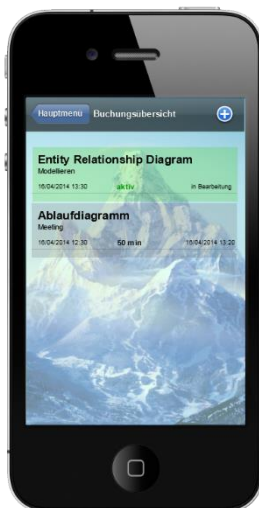 Hauptmenü Buchungsübersicht
Entity Relationship Diagram
Modellieren
16/04/2014 13:30 aktiv in Bearbeitung
Ablaufdiagramm
Meeting
16/04/2014 12:30 50 min 16/04/2014 13:20